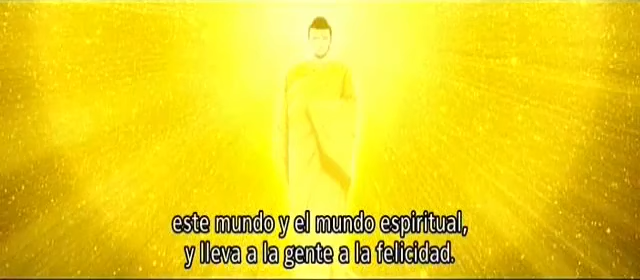 este mundo y el mundo espiritual,
y lleva a la gente a la felicidad.